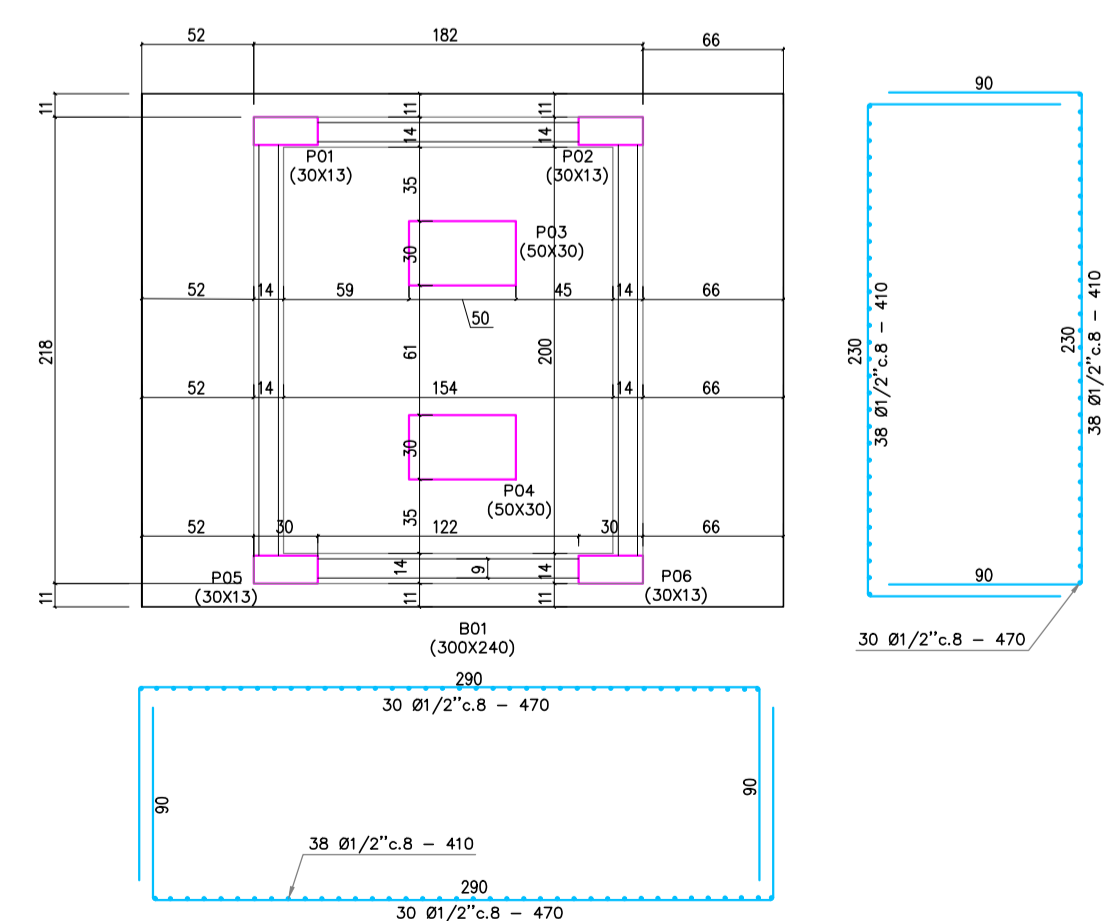 52
182
66
11
11
11
14
14
P01
(30X13)
P02
(30X13)
35
P03
(50X30)
30
52
14
59
45
14
66
50
218
61
200
52
14
154
14
66
30
P04
(50X30)
35
52
30
122
30
66
14
9
14
P05
(30X13)
P06
(30X13)
11
11
11
B01
(300X240)
90
230
38 Ø1/2"c.8 – 410
230
38 Ø1/2"c.8 – 410
90
30 Ø1/2"c.8 – 470
290
30 Ø1/2"c.8 – 470
90
90
38 Ø1/2"c.8 – 410
290
30 Ø1/2"c.8 – 470